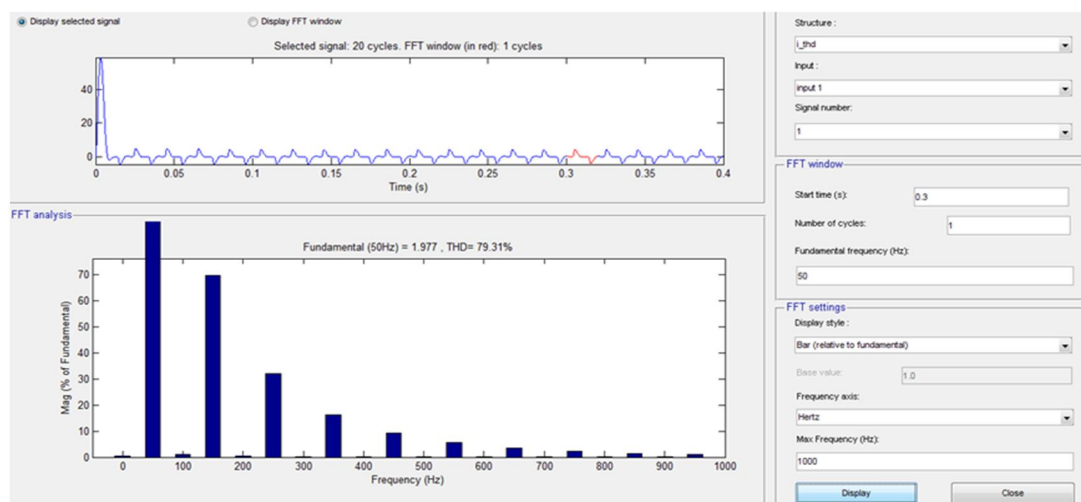 Display selected signal
Display FFT window
Selected signal: 20 cycles. FFT window (in red): 1 cycles
40
20
0
0 0.05 0.1 0.15 0.2 0.25 0.3 0.35 0.4
Time (s)
FFT analysis
Fundamental (50Hz) = 1.977 , THD= 79.31%
Mag (% of Fundamental)
70
60
50
40
30
20
10
0
0 100 200 300 400 500 600 700 800 900 1000
Frequency (Hz)
Structure :
i_thd
Input :
input 1
Signal number:
1
FFT window
Start time (s): 0.3
Number of cycles: 1
Fundamental frequency (Hz):
50
FFT settings
Display style :
Bar (relative to fundamental)
Base value: 1.0
Frequency axis:
Hertz
Max Frequency (Hz):
1000
Display Close